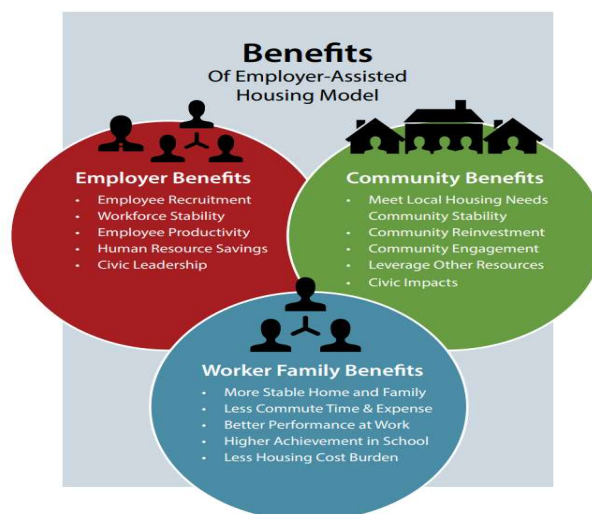 Benefits
Of Employer-Assisted
Housing Model
Employer Benefits
• Employee Recruitment
• Workforce Stability
• Employee Productivity
• Human Resource Savings
• Civic Leadership
Community Benefits
• Meet Local Housing Needs
Community Stability
• Community Reinvestment
• Community Engagement
• Leverage Other Resources
• Civic Impacts
Worker Family Benefits
• More Stable Home and Family
• Less Commute Time & Expense
• Better Performance at Work
• Higher Achievement in School
• Less Housing Cost Burden